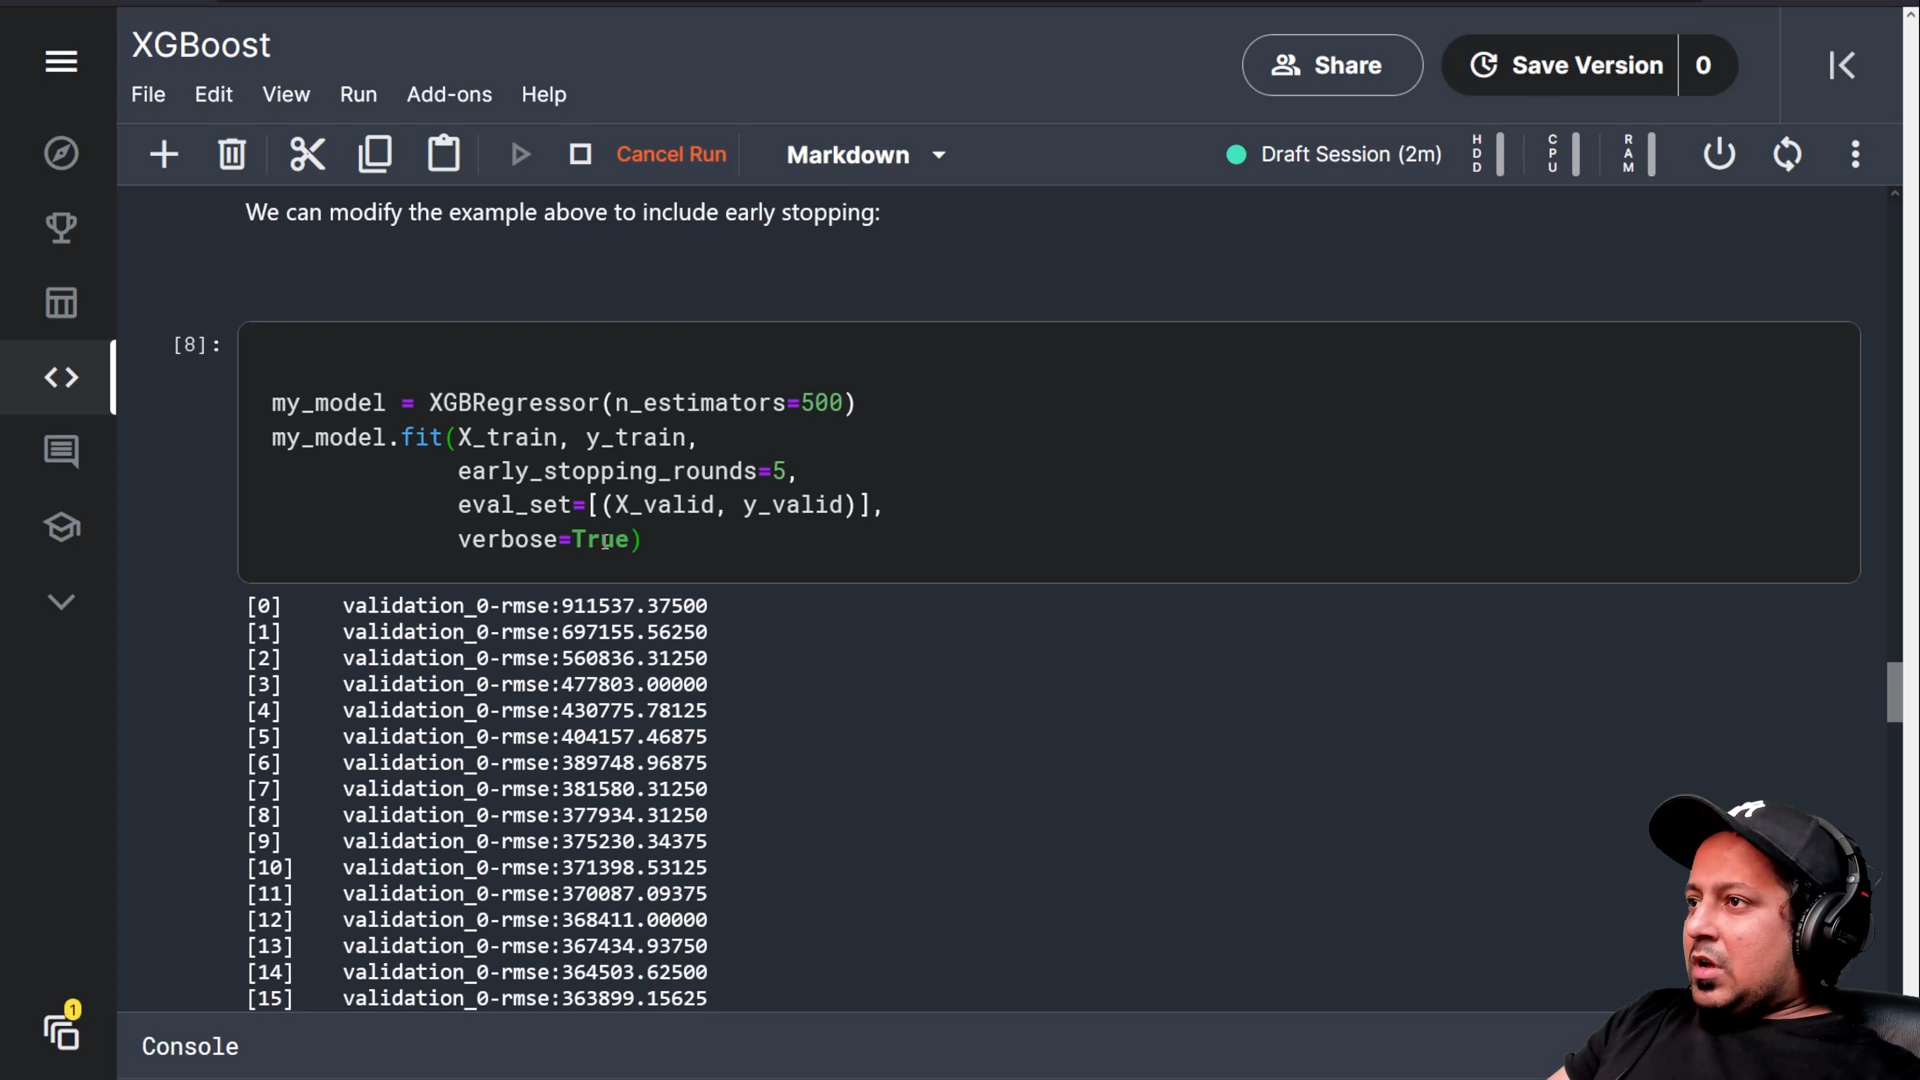 XGBoost
Share
Save Version
0
File Edit View Run Add-ons Help
Cancel Run
Markdown
Draft Session (2m)
HDD
CPU
RAM
We can modify the example above to include early stopping:
[8]:
my_model = XGBRegressor(n_estimators=500)
my_model.fit(X_train, y_train,
early_stopping_rounds=5,
eval_set=[(X_valid, y_valid)],
verbose=True)
[0] validation_0-rmse:911537.37500
[1] validation_0-rmse:697155.56250
[2] validation_0-rmse:560836.31250
[3] validation_0-rmse:477803.00000
[4] validation_0-rmse:430775.78125
[5] validation_0-rmse:404157.46875
[6] validation_0-rmse:389748.96875
[7] validation_0-rmse:381580.31250
[8] validation_0-rmse:377934.31250
[9] validation_0-rmse:375230.34375
[10] validation_0-rmse:371398.53125
[11] validation_0-rmse:370087.09375
[12] validation_0-rmse:368411.00000
[13] validation_0-rmse:367434.93750
[14] validation_0-rmse:364503.62500
[15] validation_0-rmse:363899.15625
1
Console